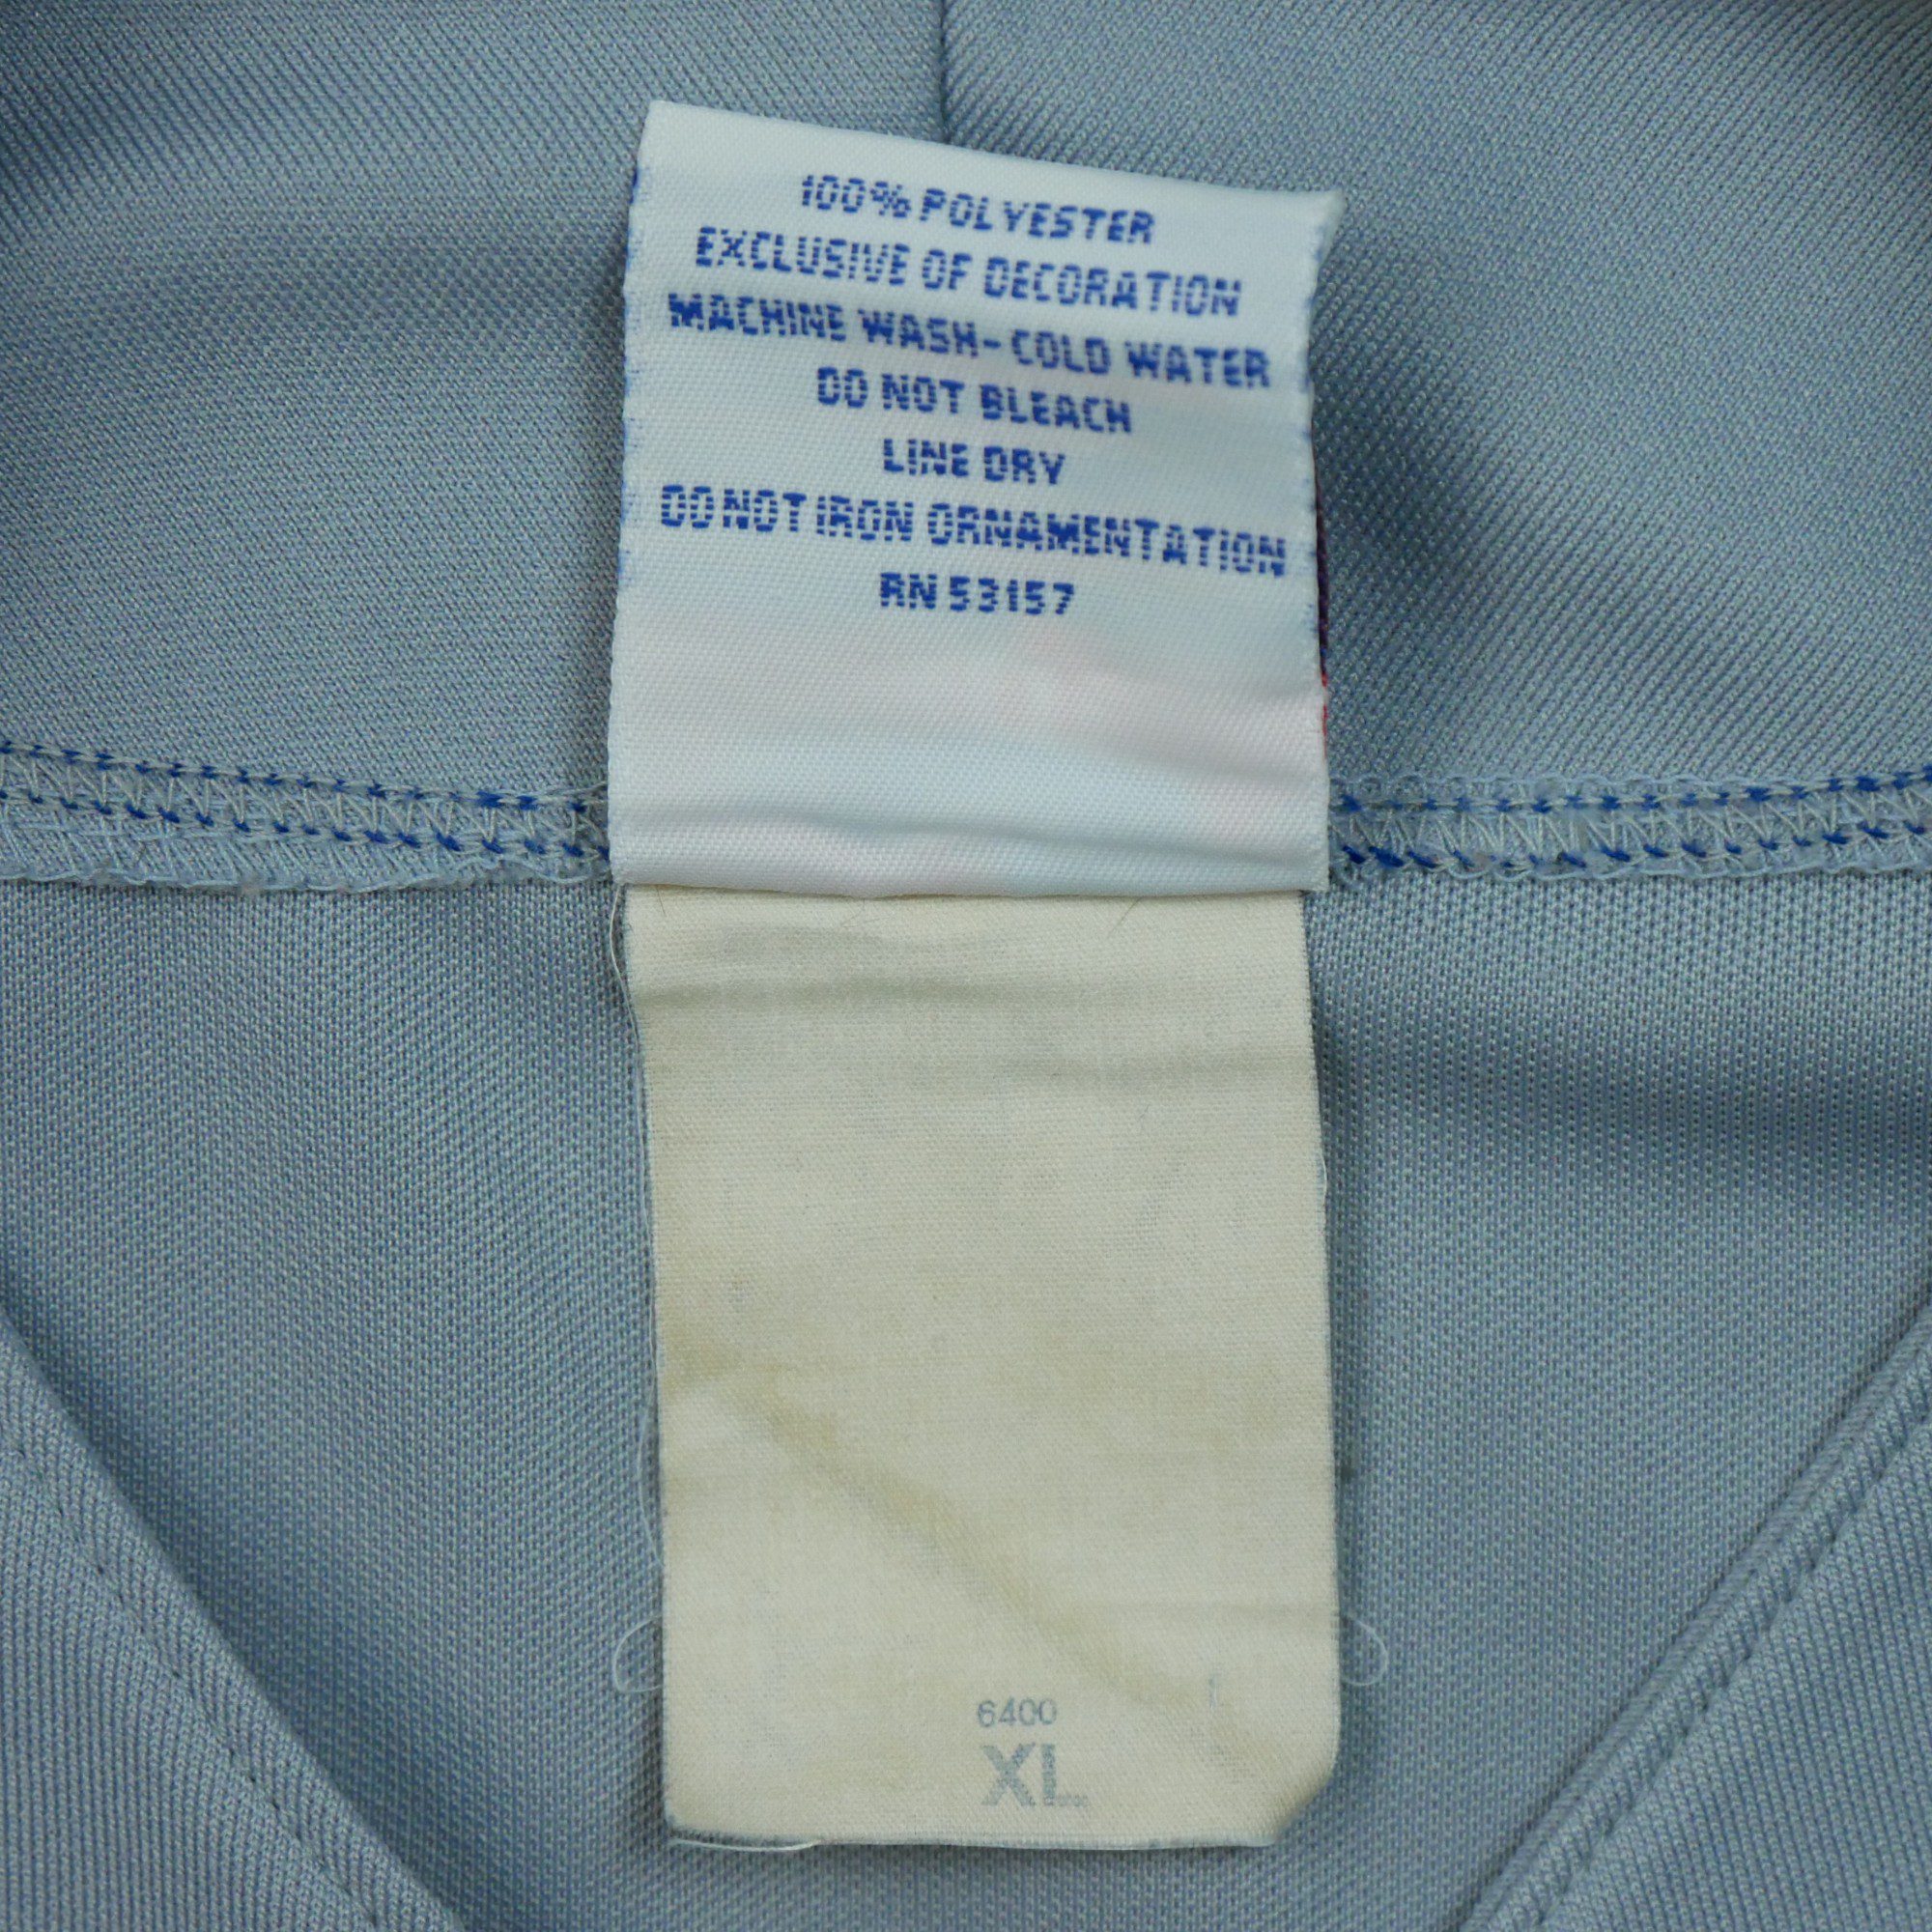 100% POLYESTER
EXCLUSIVE OF DECORATION
MACHINE WASH-COLD WATER
DO NOT BLEACH
LINE DRY
DO NOT IRON ORNAMENTATION
RN 53157
6400
XL